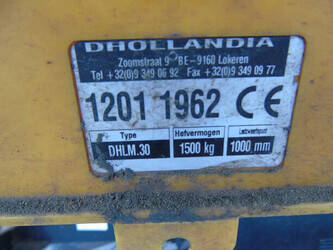 DHOLLANDIA
Zoomstraat 9 BE-9160 Lokeren
Tel +32(0)9 349 06 92 Fax +32(0)9 349 09 77
1201 1962 CE
Type Hefvermogen Lastzwaartepunt
DHLM.30 1500 kg 1000 mm